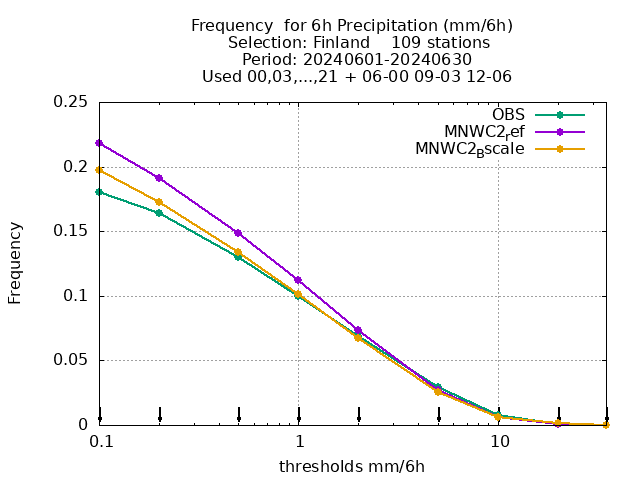 Frequency  for 6h Precipitation (mm/6h)
Selection: Finland    109 stations
Period: 20240601-20240630
Used 00,03,...,21 + 06-00 09-03 12-06
OBS
MNWC2ref
MNWC2Bscale
0.25
0.2
0.15
0.1
0.05
0
Frequency
0.1
1
10
thresholds mm/6h